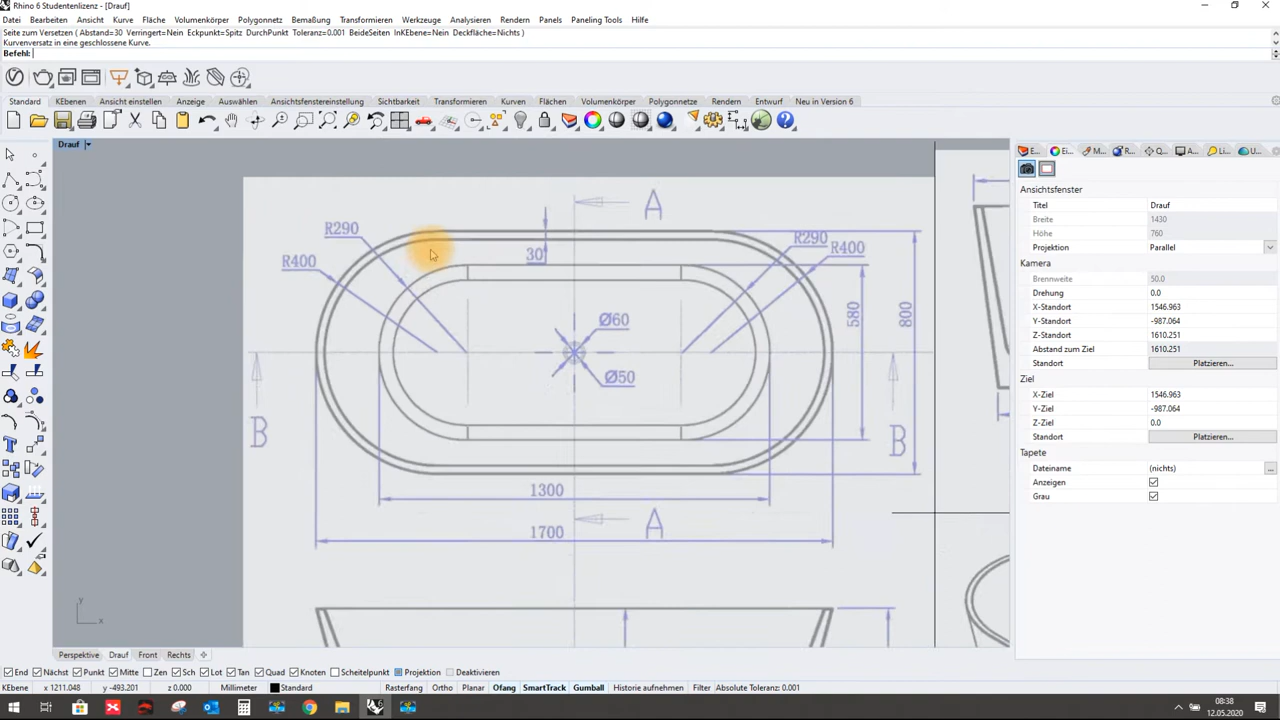 Rhino 6 Studentenlizenz - [Drauf]
Datei Bearbeiten Ansicht Kurve Fläche Volumenkörper Polygonnetz Bemaßung Transformieren Werkzeuge Analysieren Rendern Panels Paneling Tools Hilfe
Seite zum Versetzen ( Abstand=30 Verringert=Nein Eckpunkt=Spitz DurchPunkt Toleranz=0.001 BeideSeiten InKEbene=Nein Deckfläche=Nichts )
Kurvenversatz in eine geschlossene Kurve.
Befehl:
Standard KEbenen Ansicht einstellen Anzeige Auswählen Ansichtsfenstereinstellung Sichtbarkeit Transformieren Kurven Flächen Volumenkörper Polygonnetze Rendern Entwurf Neu in Version 6
Drauf
E... Ei... M... R... Q... A... Li... U...
Ansichtsfenster
Titel Drauf
Breite 1430
Höhe 760
Projektion Parallel
Kamera
Brennweite 50.0
Drehung 0.0
X-Standort 1546.963
Y-Standort -987.064
Z-Standort 1610.251
Abstand zum Ziel 1610.251
Standort Platzieren...
Ziel
X-Ziel 1546.963
Y-Ziel -987.064
Z-Ziel 0.0
Standort Platzieren...
Tapete
Dateiname (nichts) ...
Anzeigen
Grau
A
R290
R400
30
R290
R400
Ø60
580
800
Ø50
B
B
1300
A
1700
y
x
Perspektive Drauf Front Rechts
End Nächst Punkt Mitte Zen Sch Lot Tan Quad Knoten Scheitelpunkt Projektion Deaktivieren
KEbene x 1211.048 y -493.201 z 0.000 Millimeter Standard Rasterfang Ortho Planar Ofang SmartTrack Gumball Historie aufnehmen Filter Absolute Toleranz: 0.001
08:38
12.05.2020